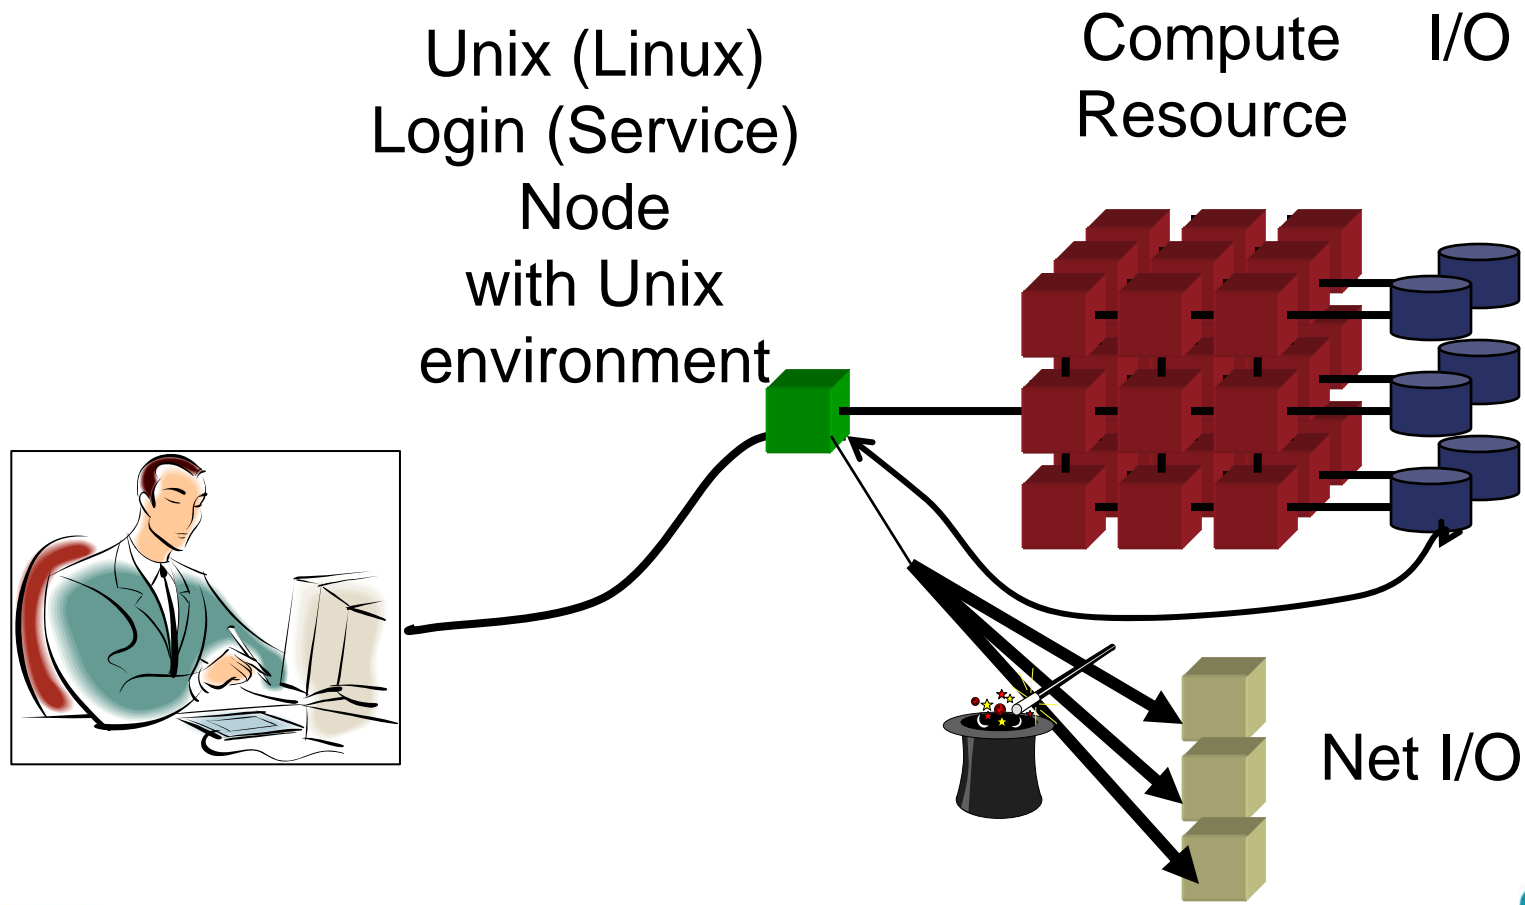 Unix (Linux)
Login (Service)
Node
with Unix
environment
Compute
Resource
I/O
Net I/O